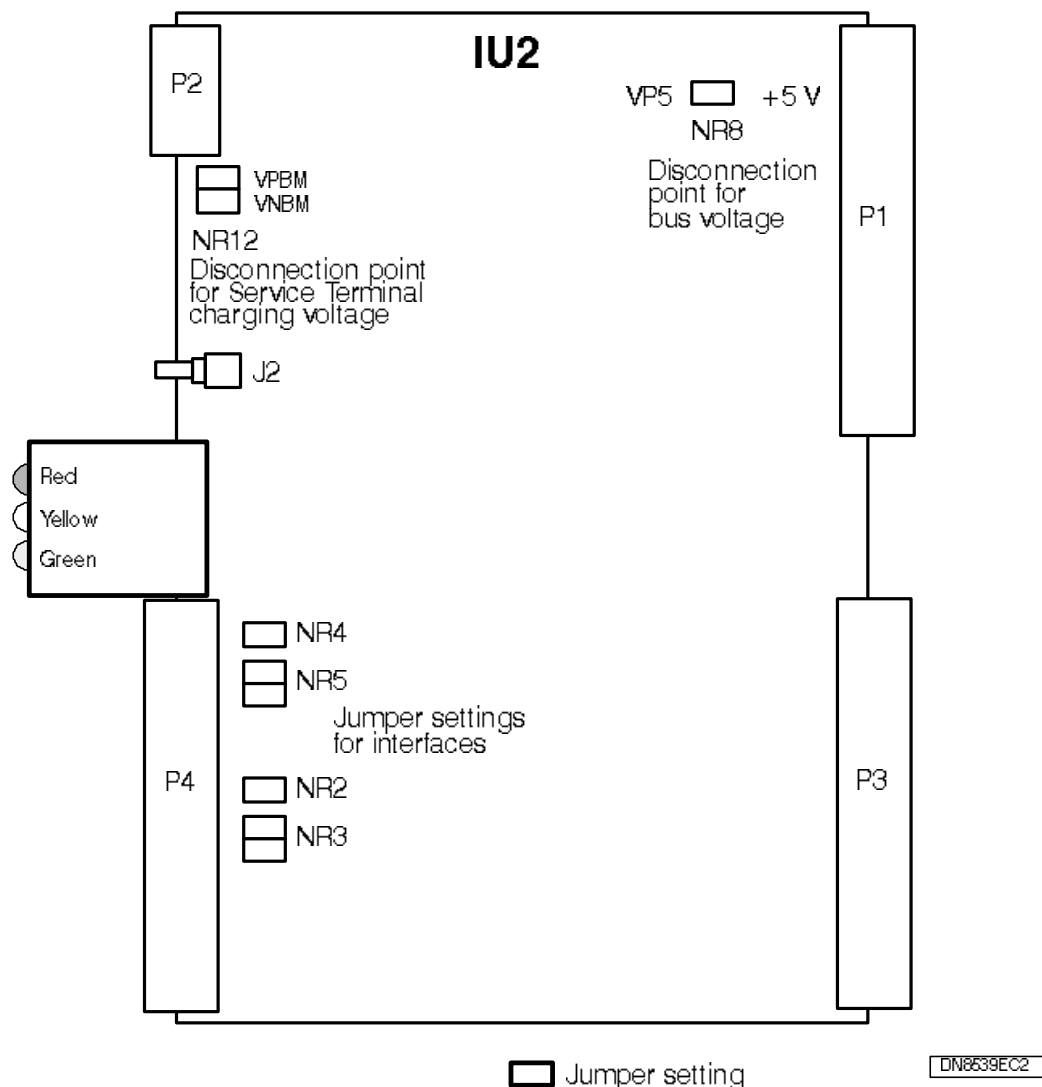 IU2
P2
VP5 +5 V
NR8
Disconnection
point for
bus voltage
P1
VPBM
VNBM
NR12
Disconnection point
for Service Terminal
charging voltage
J2
Red
Yellow
Green
NR4
NR5
Jumper settings
for interfaces
P4
NR2
NR3
P3
Jumper setting
DN8539EC2